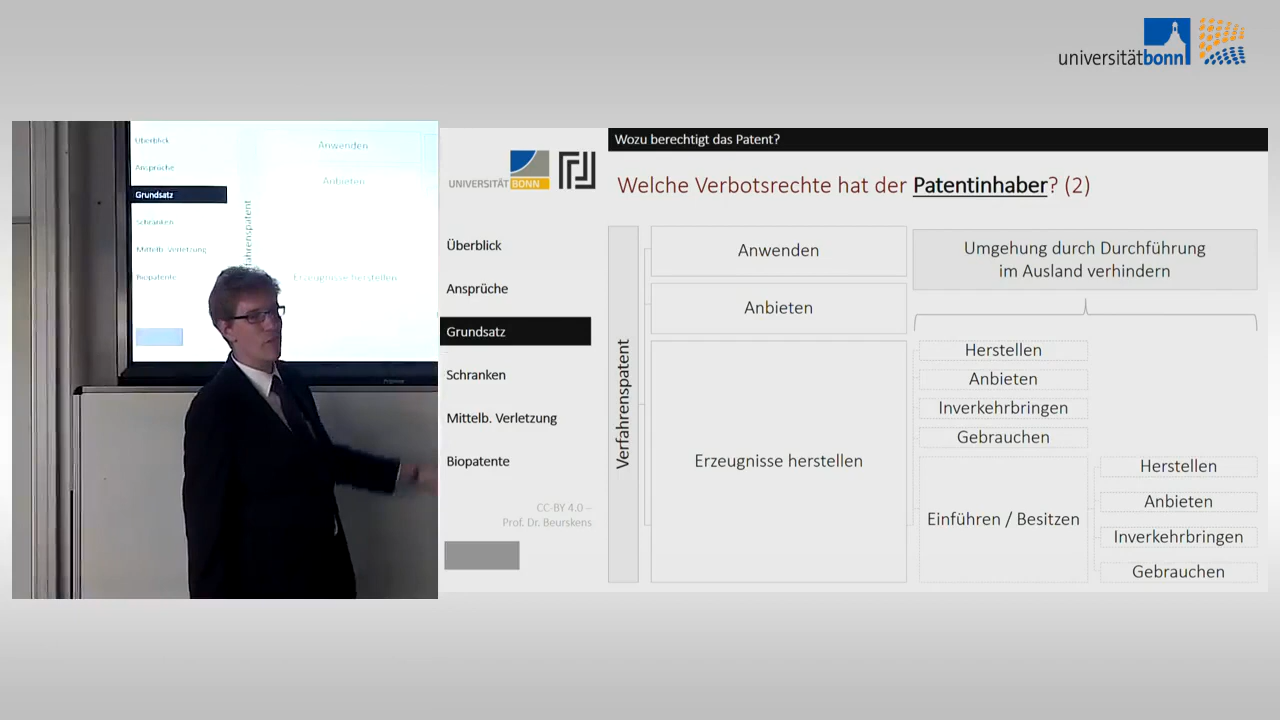 universitätbonn
Überblick
Ansprüche
Grundsatz
Schranken
Mittelb. Verletzung
Biopatente
Anwenden
Anbieten
Erzeugnisse herstellen
UNIVERSITÄT BONN
Überblick
Ansprüche
Grundsatz
Schranken
Mittelb. Verletzung
Biopatente
CC-BY 4.0 –
Prof. Dr. Beurskens
Wozu berechtigt das Patent?
Welche Verbotsrechte hat der Patentinhaber? (2)
Verfahrenspatent
Anwenden
Anbieten
Erzeugnisse herstellen
Umgehung durch Durchführung
im Ausland verhindern
Herstellen
Anbieten
Inverkehrbringen
Gebrauchen
Einführen / Besitzen
Herstellen
Anbieten
Inverkehrbringen
Gebrauchen